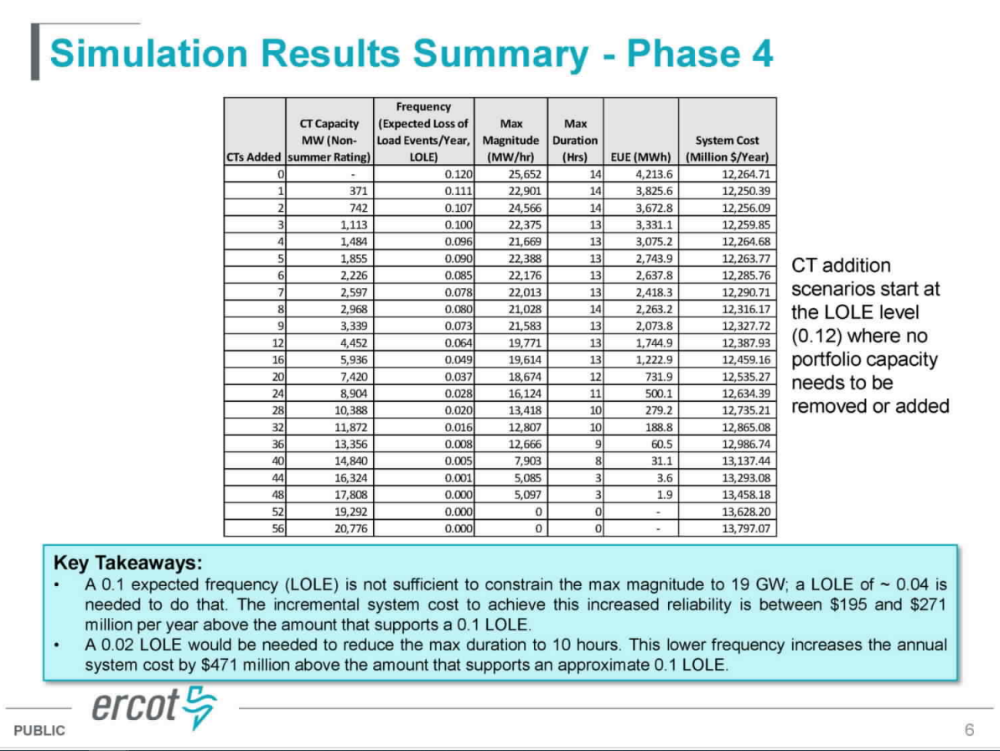 Simulation Results Summary - Phase 4
CTs Added | CT Capacity MW (Non-summer Rating) | Frequency (Expected Loss of Load Events/Year, LOLE) | Max Magnitude (MW/hr) | Max Duration (Hrs) | EUE (MWh) | System Cost (Million $/Year)
0 | - | 0.120 | 25,652 | 14 | 4,213.6 | 12,264.71
1 | 371 | 0.111 | 22,901 | 14 | 3,825.6 | 12,250.39
2 | 742 | 0.107 | 24,566 | 14 | 3,672.8 | 12,256.09
3 | 1,113 | 0.100 | 22,375 | 13 | 3,331.1 | 12,259.85
4 | 1,484 | 0.096 | 21,669 | 13 | 3,075.2 | 12,264.68
5 | 1,855 | 0.090 | 22,388 | 13 | 2,743.9 | 12,263.77
6 | 2,226 | 0.085 | 22,176 | 13 | 2,637.8 | 12,285.76
7 | 2,597 | 0.078 | 22,013 | 13 | 2,418.3 | 12,290.71
8 | 2,968 | 0.080 | 21,028 | 14 | 2,263.2 | 12,316.17
9 | 3,339 | 0.073 | 21,583 | 13 | 2,073.8 | 12,327.72
12 | 4,452 | 0.064 | 19,771 | 13 | 1,744.9 | 12,387.93
16 | 5,936 | 0.049 | 19,614 | 13 | 1,222.9 | 12,459.16
20 | 7,420 | 0.037 | 18,674 | 12 | 731.9 | 12,535.27
24 | 8,904 | 0.028 | 16,124 | 11 | 500.1 | 12,634.39
28 | 10,388 | 0.020 | 13,418 | 10 | 279.2 | 12,735.21
32 | 11,872 | 0.016 | 12,807 | 10 | 188.8 | 12,865.08
36 | 13,356 | 0.008 | 12,666 | 9 | 60.5 | 12,986.74
40 | 14,840 | 0.005 | 7,903 | 8 | 31.1 | 13,137.44
44 | 16,324 | 0.001 | 5,085 | 3 | 3.6 | 13,293.08
48 | 17,808 | 0.000 | 5,097 | 3 | 1.9 | 13,458.18
52 | 19,292 | 0.000 | 0 | 0 | - | 13,628.20
56 | 20,776 | 0.000 | 0 | 0 | - | 13,797.07
CT addition
scenarios start at
the LOLE level
(0.12) where no
portfolio capacity
needs to be
removed or added
Key Takeaways:
• A 0.1 expected frequency (LOLE) is not sufficient to constrain the max magnitude to 19 GW; a LOLE of ~ 0.04 is
needed to do that. The incremental system cost to achieve this increased reliability is between $195 and $271
million per year above the amount that supports a 0.1 LOLE.
• A 0.02 LOLE would be needed to reduce the max duration to 10 hours. This lower frequency increases the annual
system cost by $471 million above the amount that supports an approximate 0.1 LOLE.
ercot
PUBLIC
6